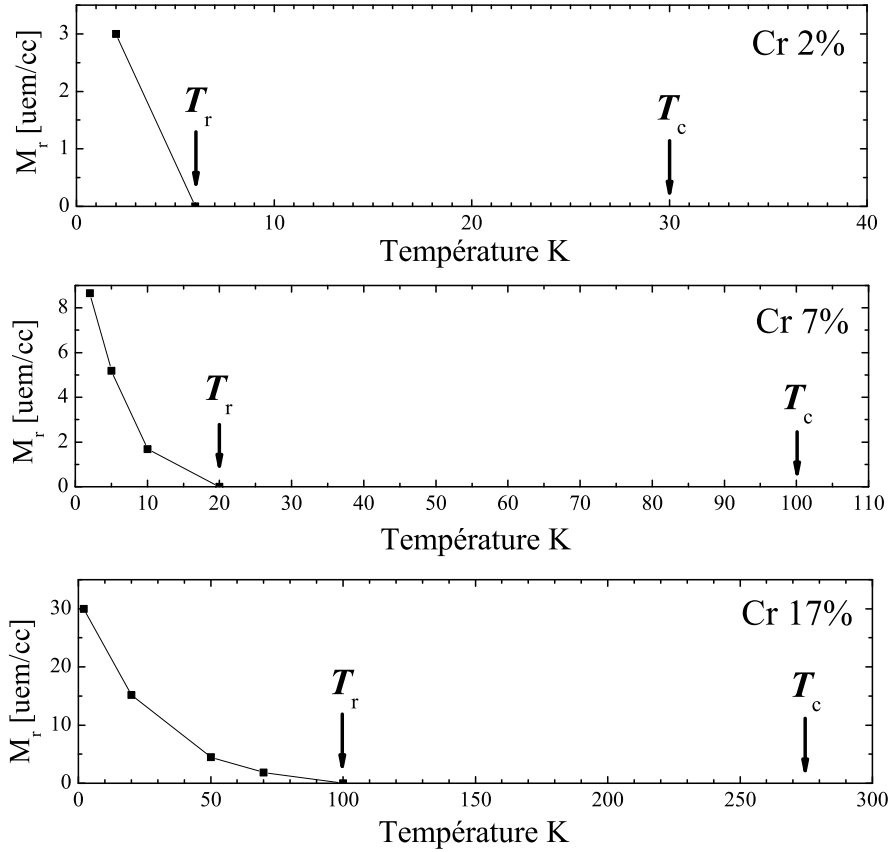 Cr 2%
M_r [uem/cc]
3
2
1
0
T_r
T_c
0 10 20 30 40
Température K
Cr 7%
M_r [uem/cc]
8
6
4
2
0
T_r
T_c
0 10 20 30 40 50 60 70 80 90 100 110
Température K
Cr 17%
M_r [uem/cc]
30
20
10
0
T_r
T_c
0 50 100 150 200 250 300
Température K